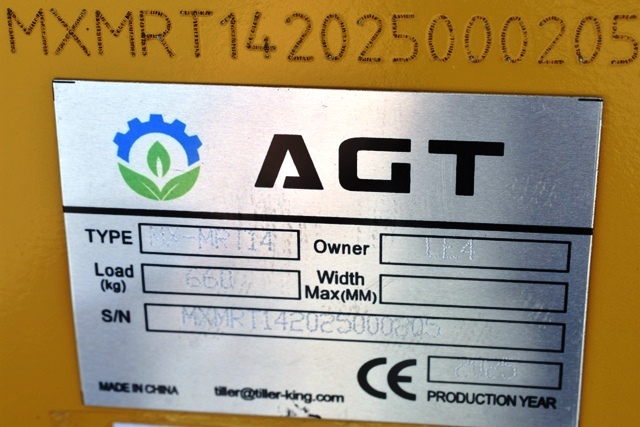 MXMRT142025000205
AGT
TYPE MX-MRT14 Owner
Load (kg) 660 Width Max(MM)
S/N MXMRT142025000205
CE 2025
MADE IN CHINA tiller@tiller-king.com PRODUCTION YEAR